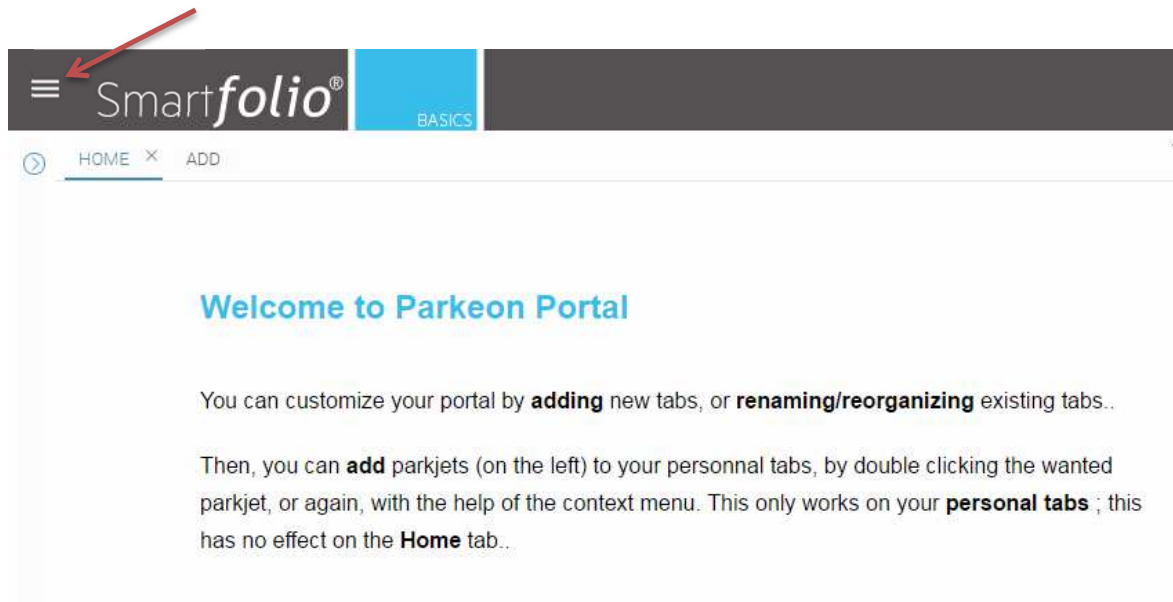 Smartfolio®
BASICS
HOME × ADD
Welcome to Parkeon Portal
You can customize your portal by adding new tabs, or renaming/reorganizing existing tabs..
Then, you can add parkjets (on the left) to your personnal tabs, by double clicking the wanted
parkjet, or again, with the help of the context menu. This only works on your personal tabs ; this
has no effect on the Home tab..